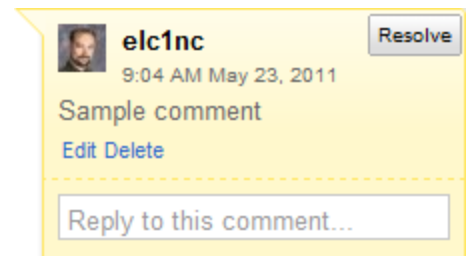 elc1nc
Resolve
9:04 AM May 23, 2011
Sample comment
Edit Delete
Reply to this comment...